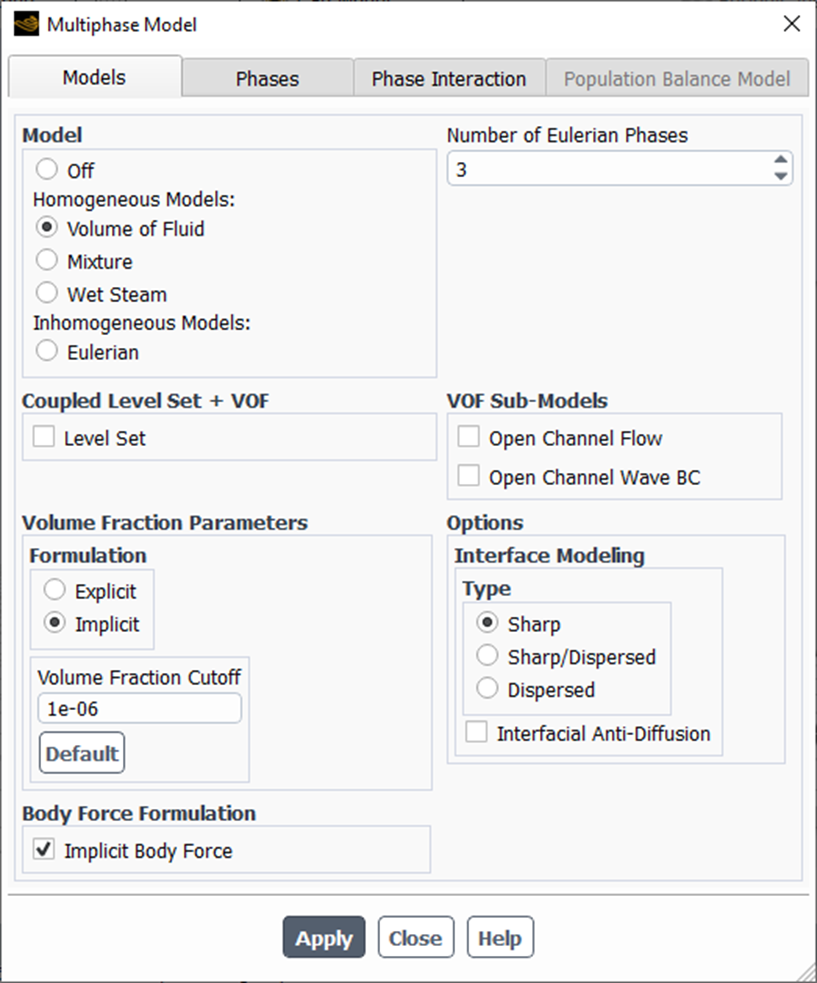 Multiphase Model
Models
Phases
Phase Interaction
Population Balance Model
Model
Off
Homogeneous Models:
Volume of Fluid
Mixture
Wet Steam
Inhomogeneous Models:
Eulerian
Number of Eulerian Phases
3
Coupled Level Set + VOF
Level Set
VOF Sub-Models
Open Channel Flow
Open Channel Wave BC
Volume Fraction Parameters
Formulation
Explicit
Implicit
Volume Fraction Cutoff
1e-06
Default
Options
Interface Modeling
Type
Sharp
Sharp/Dispersed
Dispersed
Interfacial Anti-Diffusion
Body Force Formulation
Implicit Body Force
Apply
Close
Help